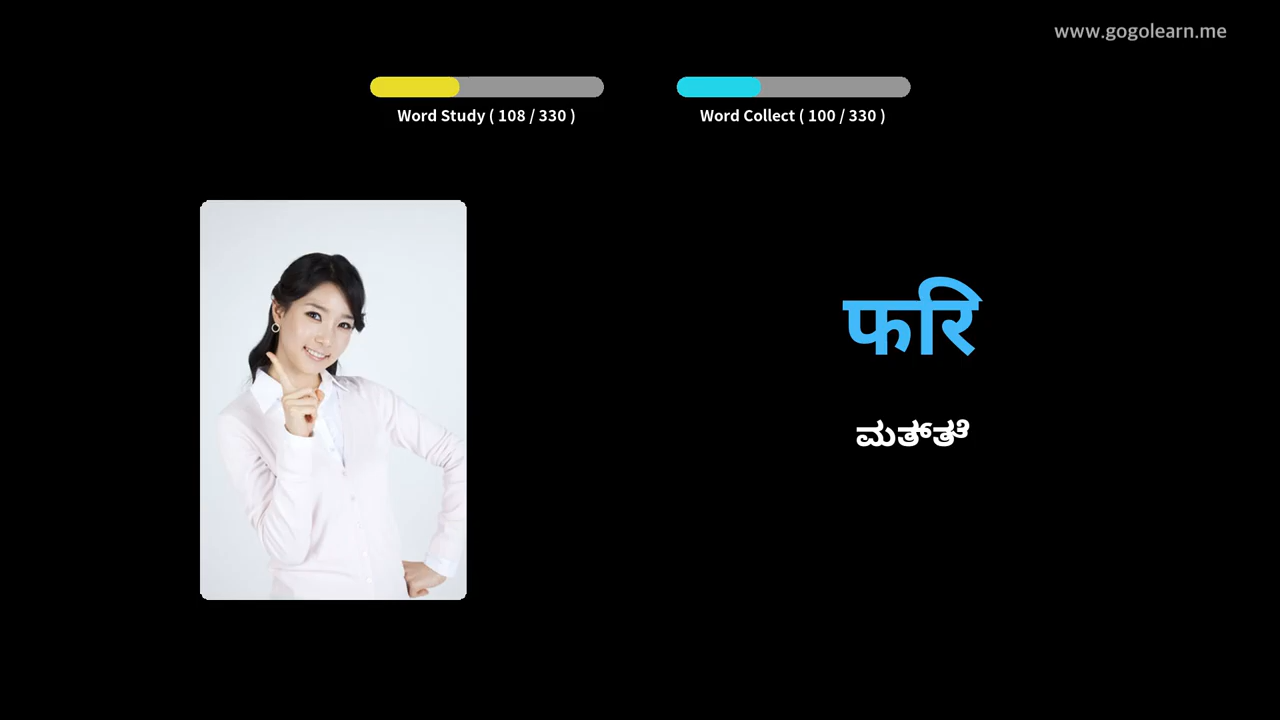 www.gogolearn.me
Word Study ( 108 / 330 )
Word Collect ( 100 / 330 )
फरि
ಮತ್ತೆ